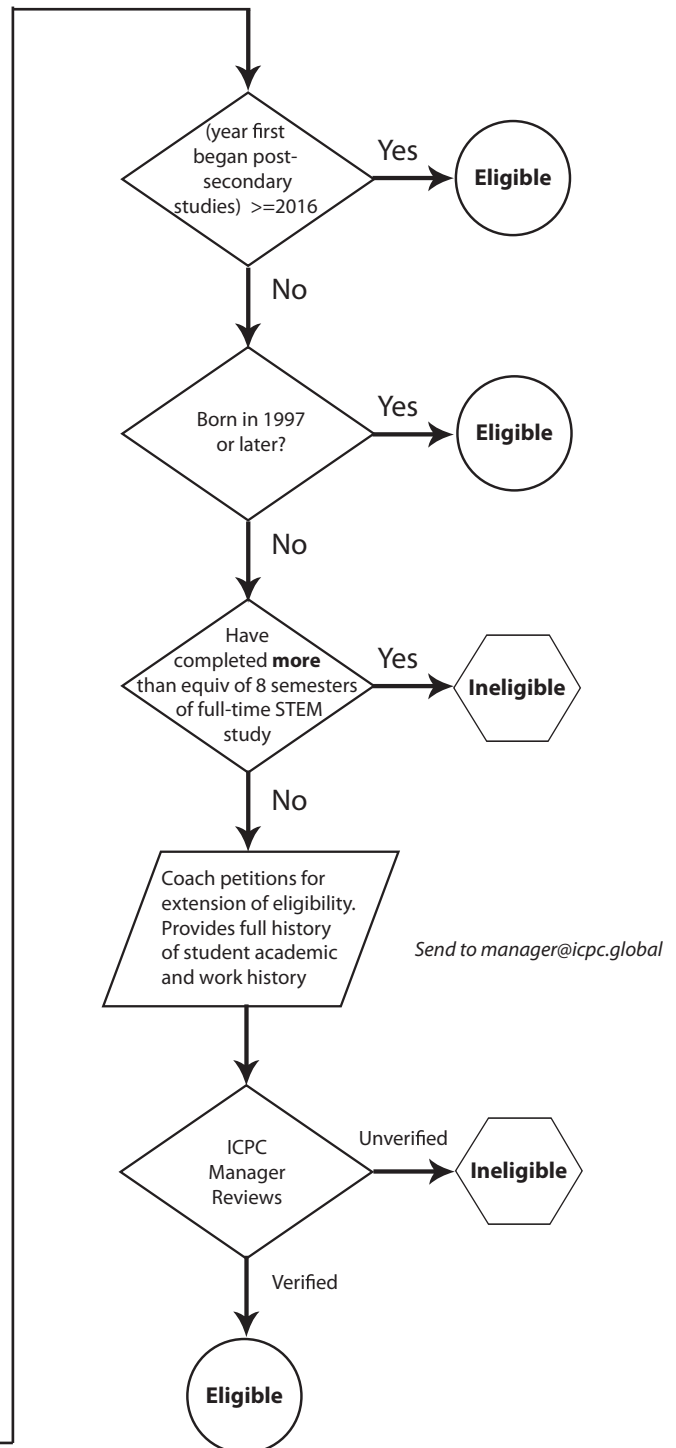 (year first
began post-
secondary
studies) >=2016
Yes
Eligible
No
Born in 1997
or later?
Yes
Eligible
No
Have
completed more
than equiv of 8 semesters
of full-time STEM
study
Yes
Ineligible
No
Coach petitions for
extension of eligibility.
Provides full history
of student academic
and work history
Send to manager@icpc.global
ICPC
Manager
Reviews
Unverified
Ineligible
Verified
Eligible